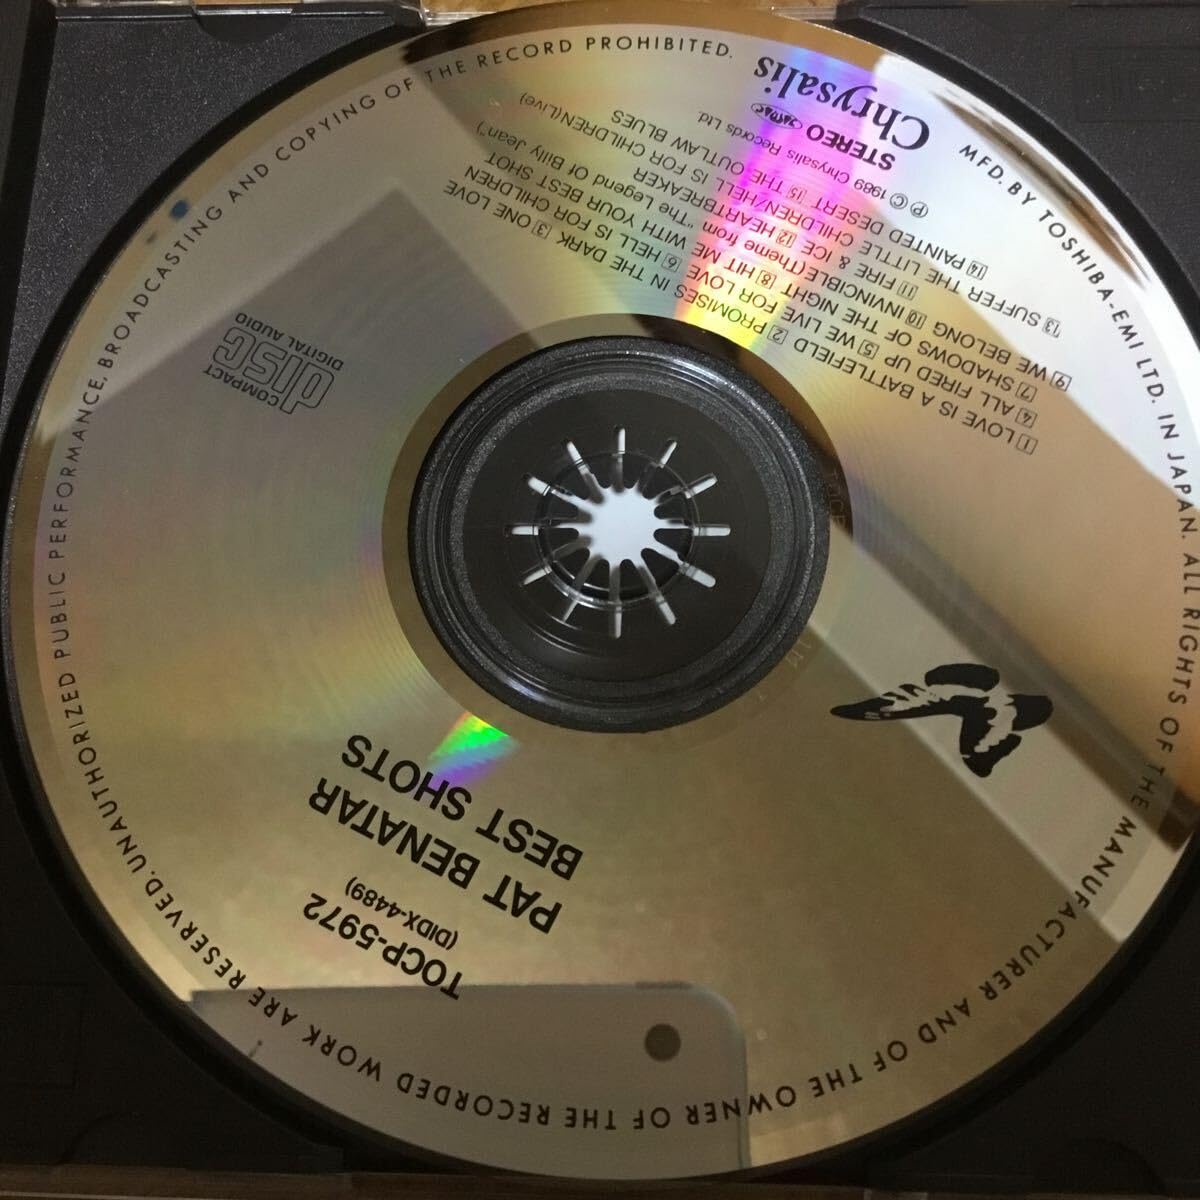 TOCP-5972
(DIDX-4489)
PAT BENATAR
BEST SHOTS
COMPACT
disc
DIGITAL AUDIO
1 LOVE IS A BATTLEFIELD 2 PROMISES IN THE DARK 3 ONE LOVE
4 ALL FIRED UP 5 WE LIVE FOR LOVE 6 HELL IS FOR CHILDREN
7 SHADOWS OF THE NIGHT 8 HIT ME WITH YOUR BEST SHOT
9 WE BELONG 10 INVINCIBLE (Theme from "The Legend Of Billy Jean")
11 FIRE & ICE 12 HEARTBREAKER
13 SUFFER THE LITTLE CHILDREN/HELL IS FOR CHILDREN(Live)
14 PAINTED DESERT 15 THE OUTLAW BLUES
Ⓟ © 1989 Chrysalis Records Ltd.
STEREO
Chrysalis
MFD. BY TOSHIBA-EMI LTD. IN JAPAN. ALL RIGHTS OF THE MANUFACTURER AND OF THE OWNER OF THE RECORDED WORK ARE RESERVED. UNAUTHORIZED PUBLIC PERFORMANCE, BROADCASTING AND COPYING OF THE RECORD PROHIBITED.